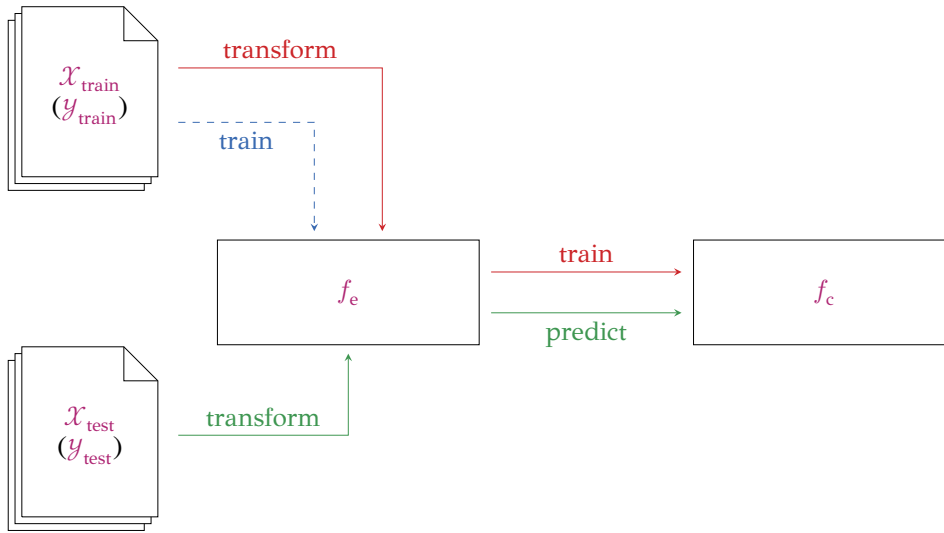 transform
𝒳train
(𝓎train)
train
fe
train
predict
fc
𝒳test
(𝓎test)
transform